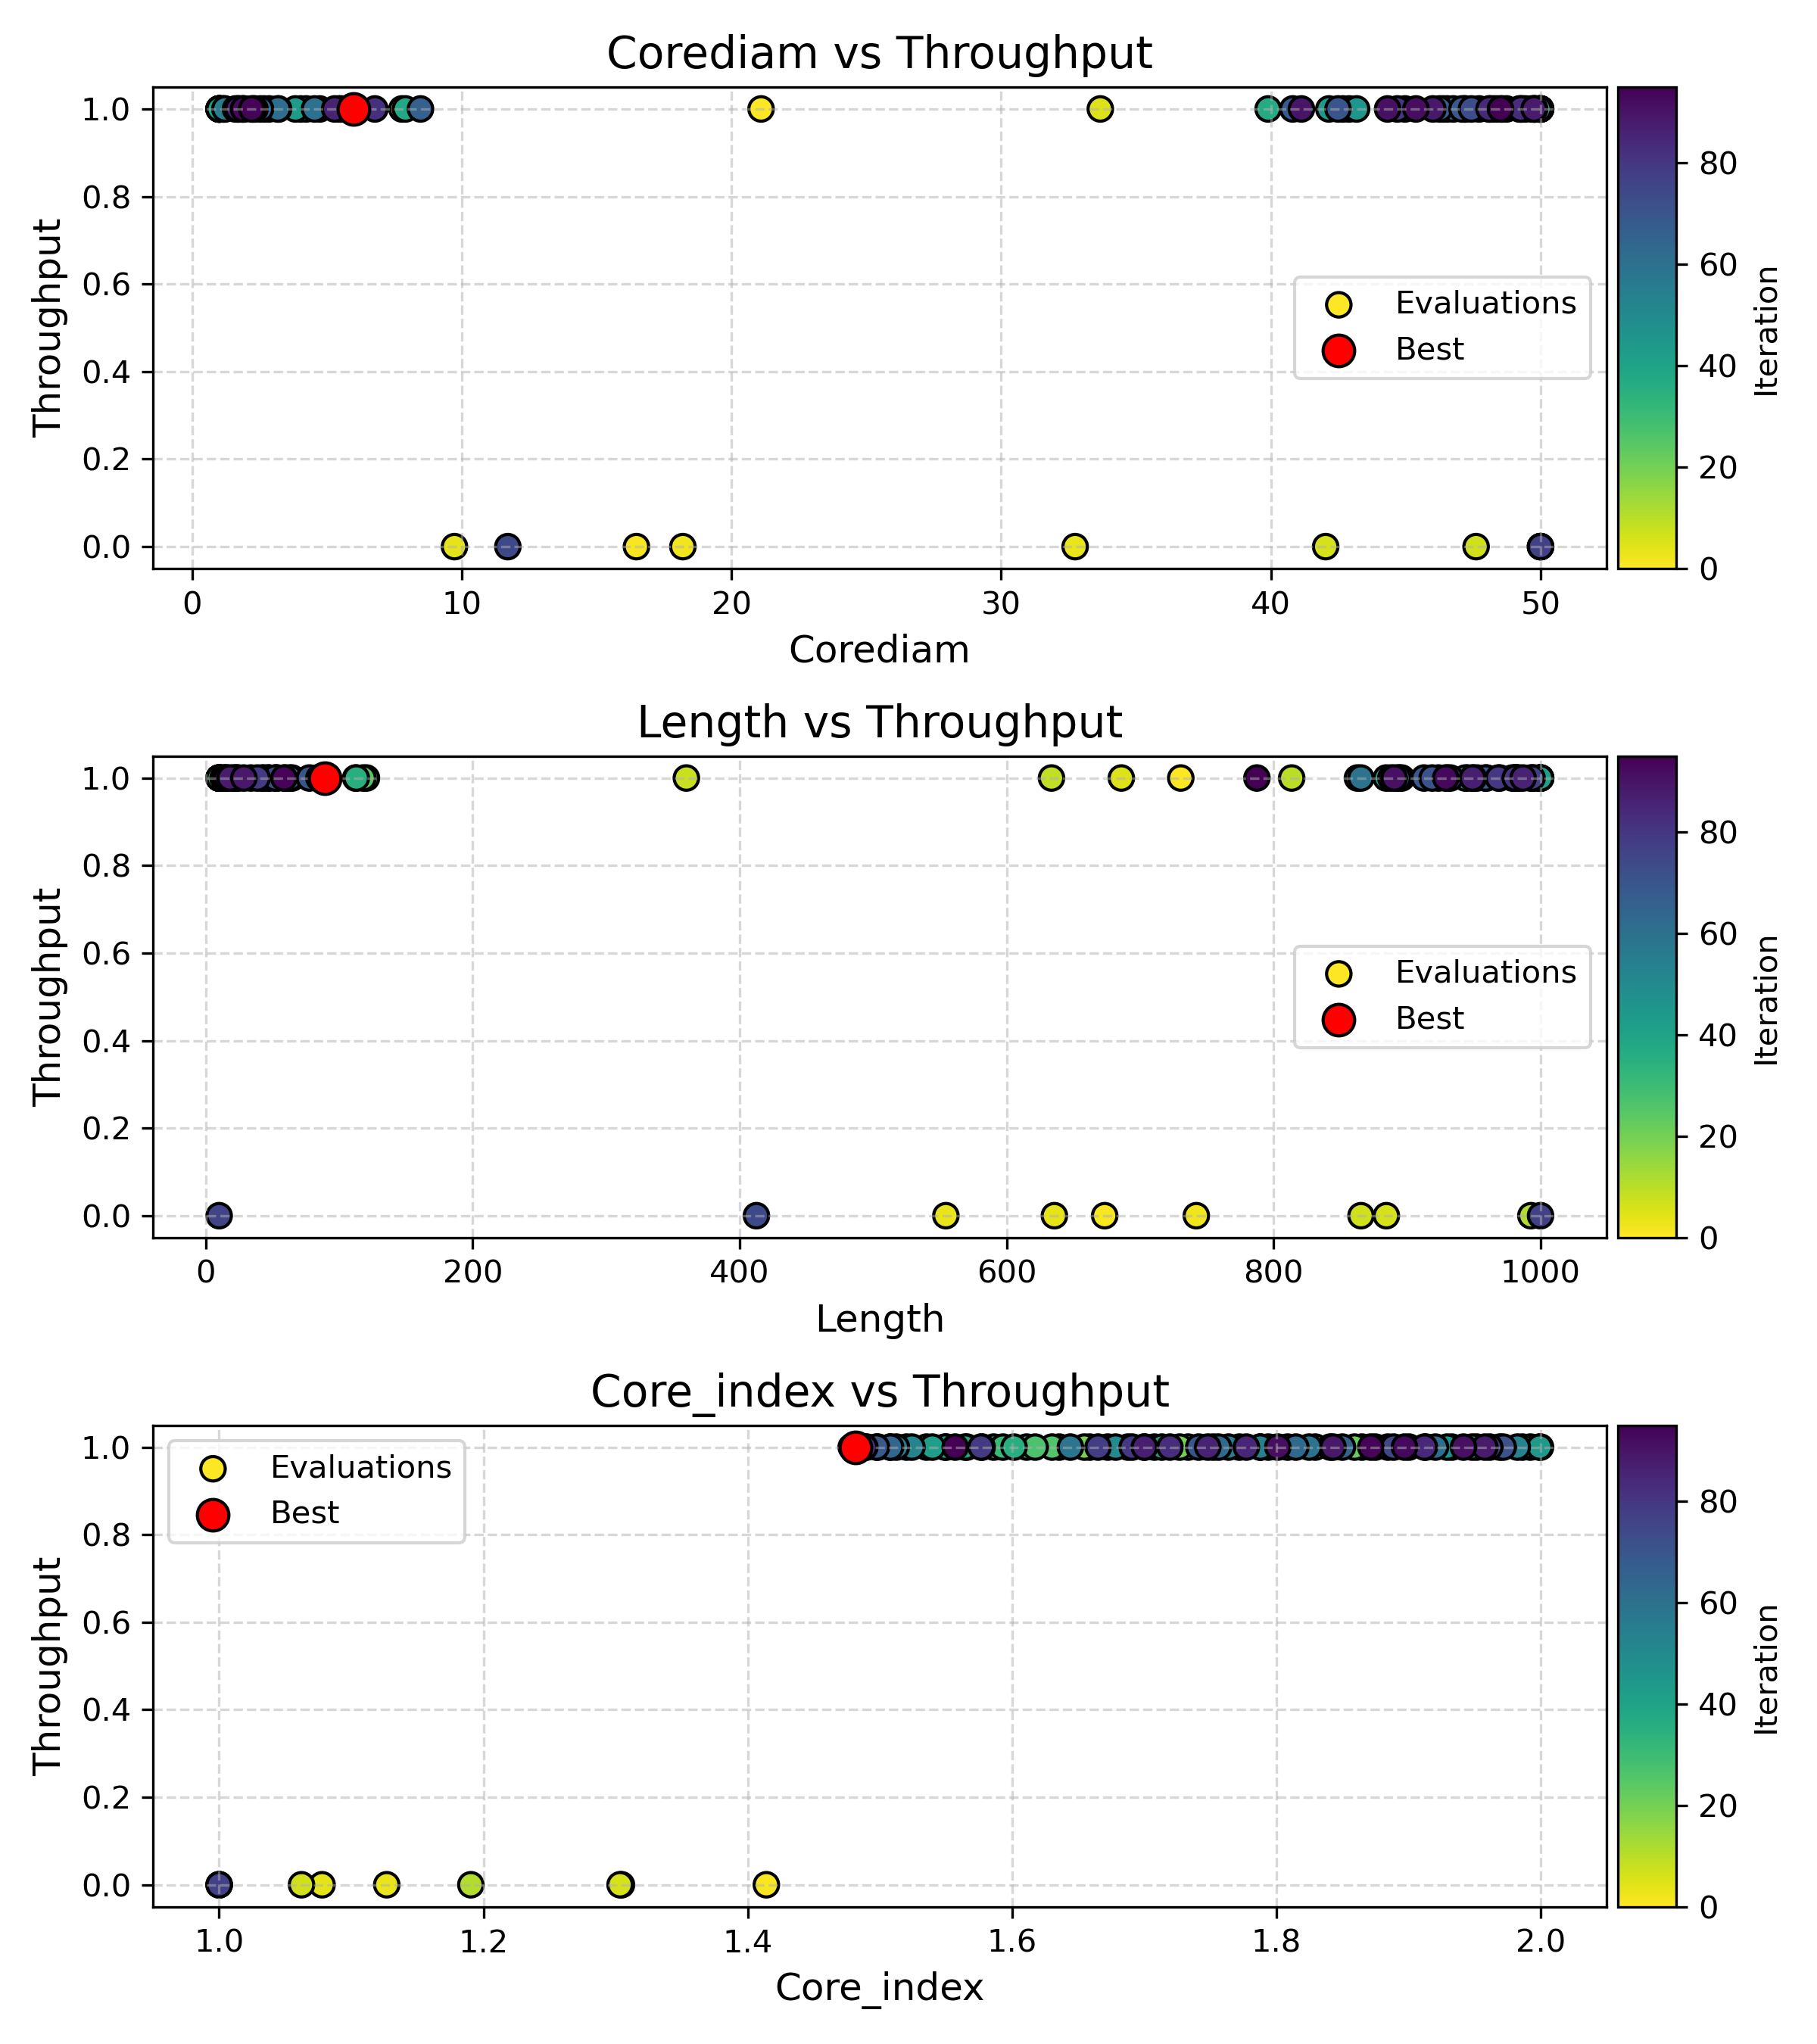 Corediam vs Throughput
1.0
0.8
0.6
0.4
0.2
0.0
Throughput
0
10
20
30
40
50
Corediam
Evaluations
Best
80
60
40
20
0
Iteration
Length vs Throughput
1.0
0.8
0.6
0.4
0.2
0.0
Throughput
0
200
400
600
800
1000
Length
Evaluations
Best
80
60
40
20
0
Iteration
Core_index vs Throughput
1.0
0.8
0.6
0.4
0.2
0.0
Throughput
1.0
1.2
1.4
1.6
1.8
2.0
Core_index
Evaluations
Best
80
60
40
20
0
Iteration